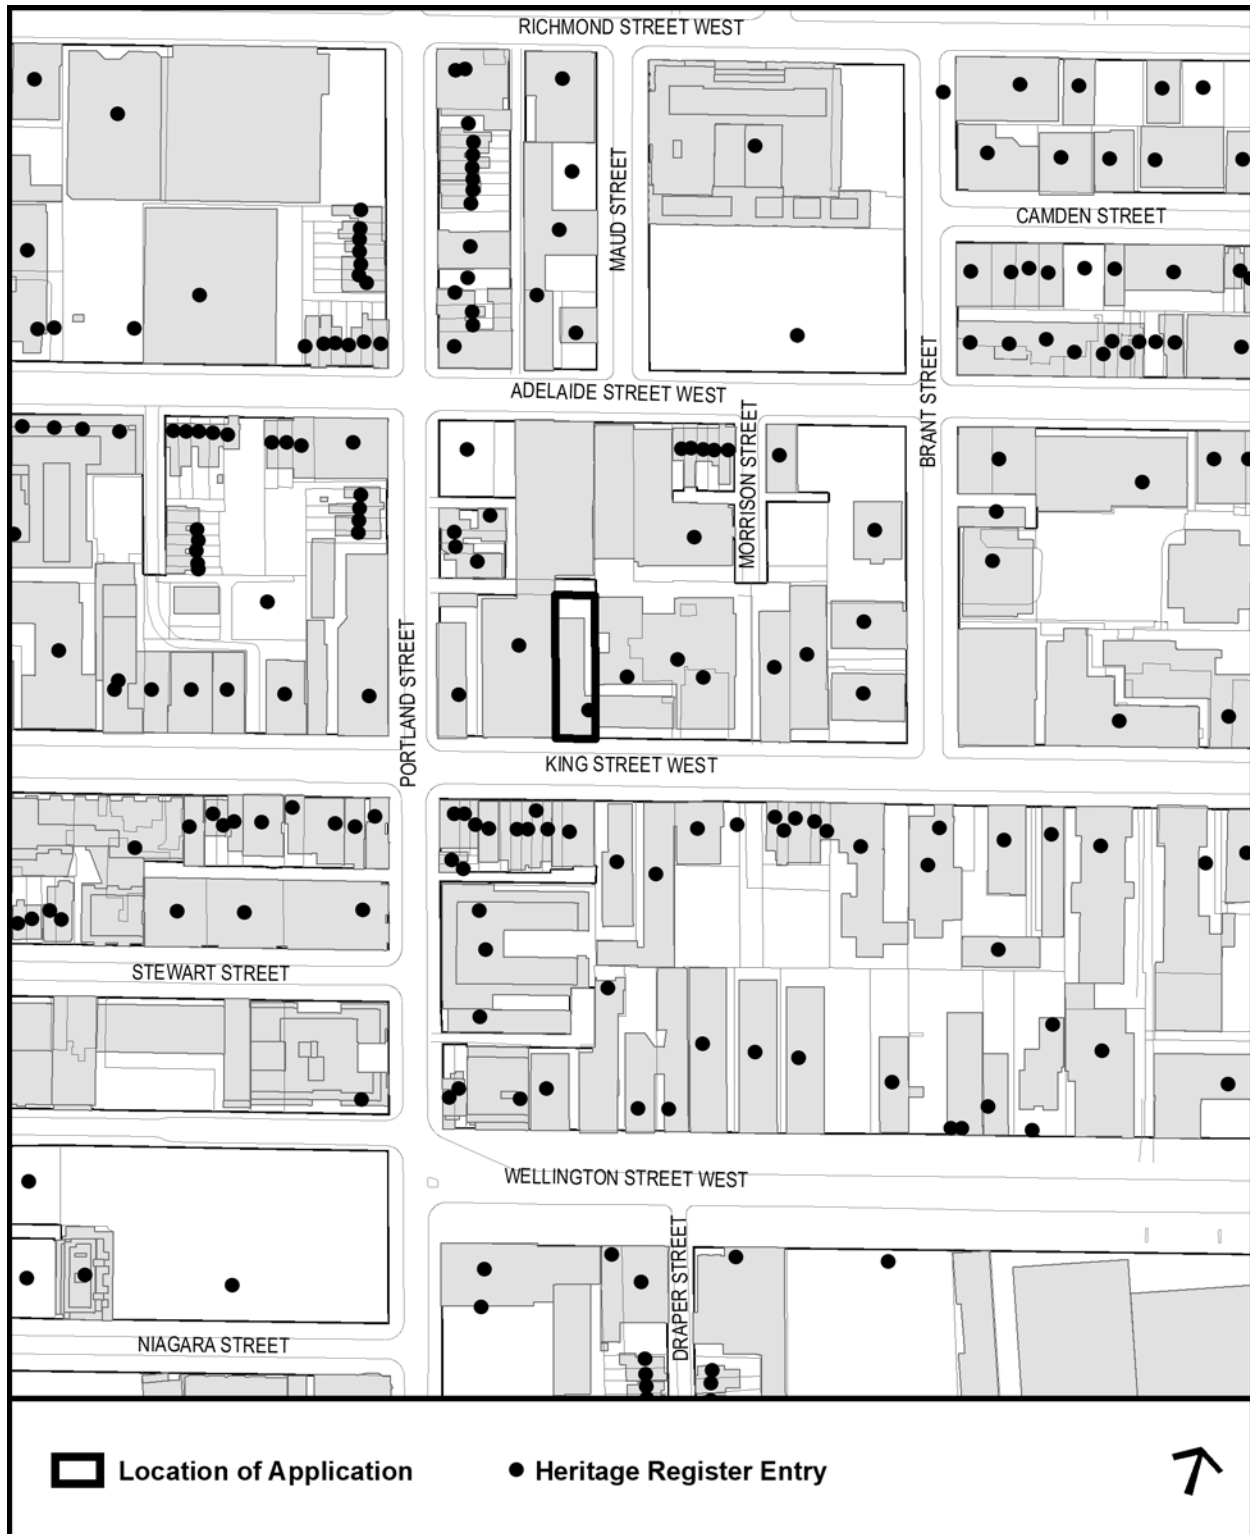 RICHMOND STREET WEST
MAUD STREET
CAMDEN STREET
ADELAIDE STREET WEST
BRANT STREET
MORRISON STREET
PORTLAND STREET
KING STREET WEST
STEWART STREET
WELLINGTON STREET WEST
DRAPER STREET
NIAGARA STREET
Location of Application
Heritage Register Entry